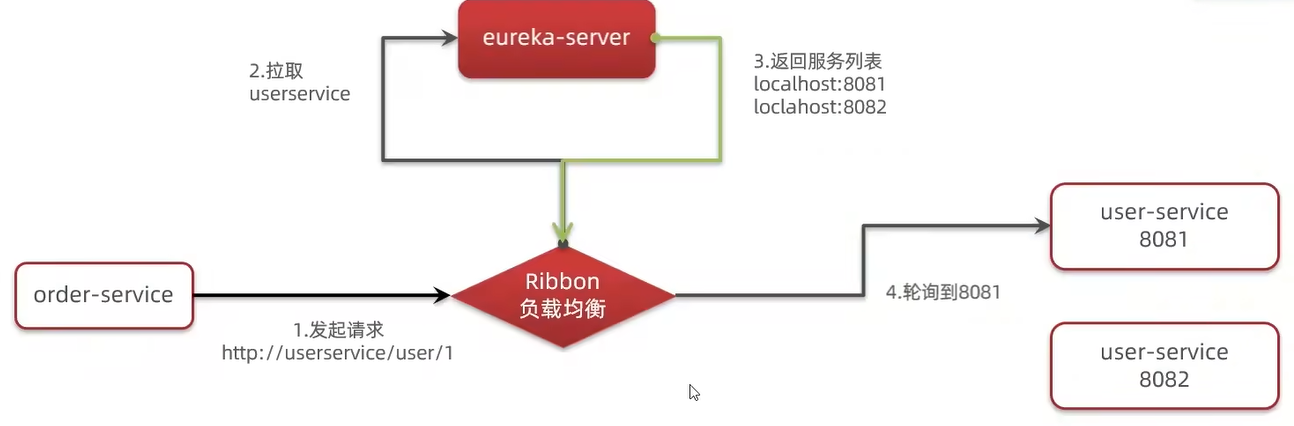 eureka-server
2.拉取
userservice
3.返回服务列表
localhost:8081
loclahost:8082
order-service
1.发起请求
http://userservice/user/1
Ribbon
负载均衡
4.轮询到8081
user-service
8081
user-service
8082